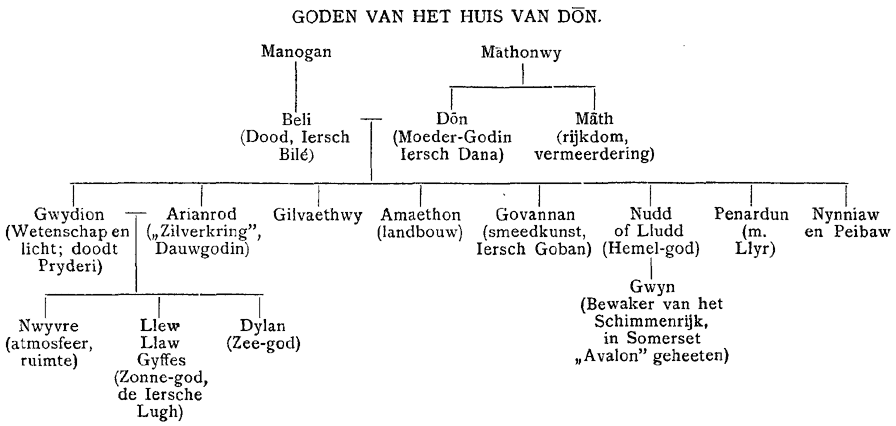 GODEN VAN HET HUIS VAN DŌN.
Manogan
Māthonwy
Beli
(Dood, Iersch
Bilé)
Dōn
(Moeder-Godin
Iersch Dana)
Māth
(rijkdom,
vermeerdering)
Gwydion
(Wetenschap en
licht; doodt
Pryderi)
Arianrod
(„Zilverkring”,
Dauwgodin)
Gilvaethwy
Amaethon
(landbouw)
Govannan
(smeedkunst,
Iersch Goban)
Nudd
of Lludd
(Hemel-god)
Penardun
(m.
Llyr)
Nynniaw
en Peibaw
Gwyn
(Bewaker van het
Schimmenrijk,
in Somerset
„Avalon” geheeten)
Nwyvre
(atmosfeer,
ruimte)
Llew
Llaw
Gyffes
(Zonne-god,
de Iersche
Lugh)
Dylan
(Zee-god)